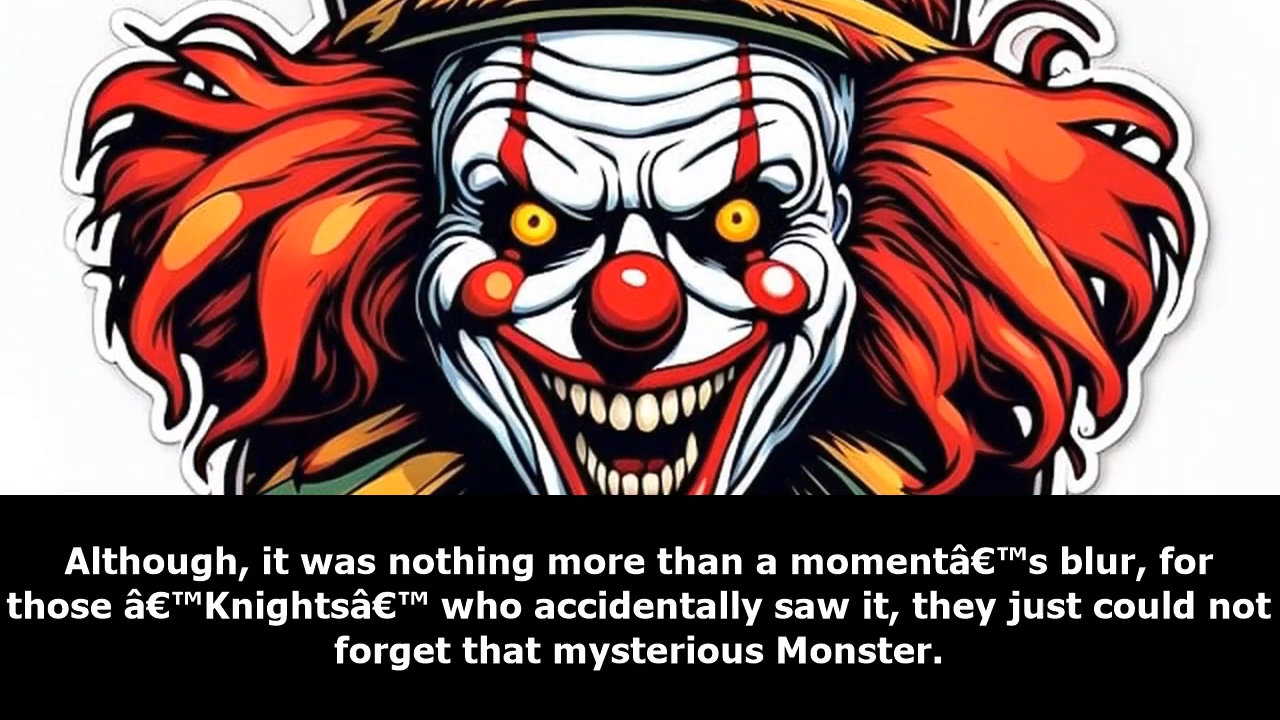 Although, it was nothing more than a momentâ€™s blur, for
those â€™Knightsâ€™ who accidentally saw it, they just could not
forget that mysterious Monster.